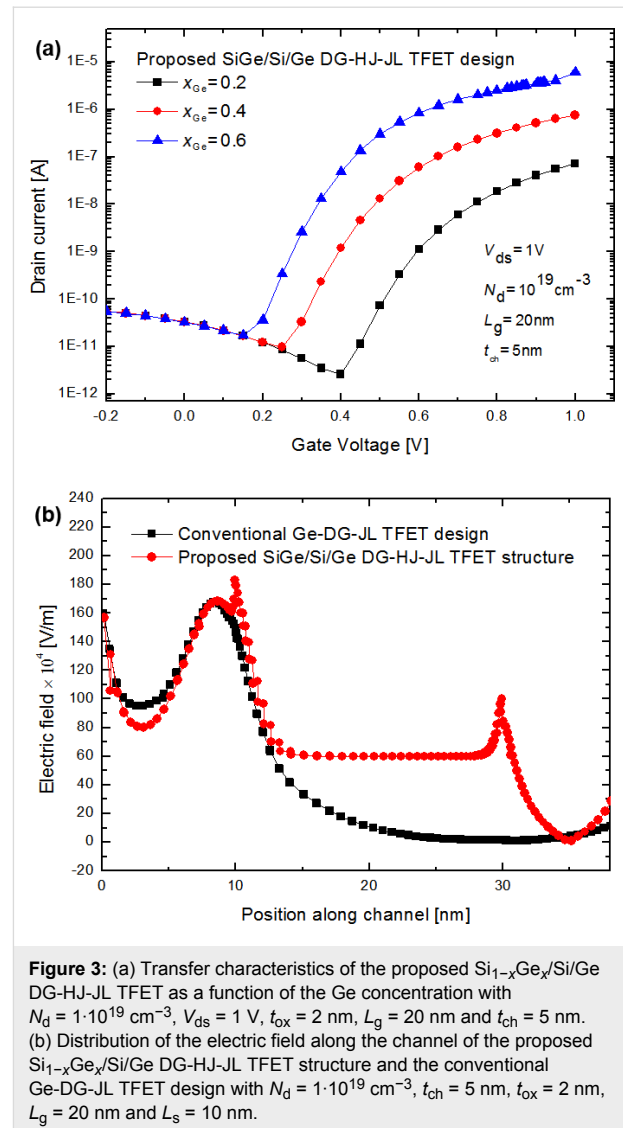 (a)
Proposed SiGe/Si/Ge DG-HJ-JL TFET design
xGe=0.2
xGe=0.4
xGe=0.6
Vds=1V
Nd=10^19cm^-3
Lg=20nm
tch=5nm
1E-5
1E-6
1E-7
1E-8
1E-9
1E-10
1E-11
1E-12
Drain current [A]
-0.2 0.0 0.2 0.4 0.6 0.8 1.0
Gate Voltage [V]
(b)
Conventional Ge-DG-JL TFET design
Proposed SiGe/Si/Ge DG-HJ-JL TFET structure
240
220
200
180
160
140
120
100
80
60
40
20
0
-20
Electric field × 10^4 [V/m]
0 10 20 30
Position along channel [nm]
Figure 3: (a) Transfer characteristics of the proposed Si1−xGex/Si/Ge
DG-HJ-JL TFET as a function of the Ge concentration with
Nd = 1·10^19 cm^−3, Vds = 1 V, tox = 2 nm, Lg = 20 nm and tch = 5 nm.
(b) Distribution of the electric field along the channel of the proposed
Si1−xGex/Si/Ge DG-HJ-JL TFET structure and the conventional
Ge-DG-JL TFET design with Nd = 1·10^19 cm^−3, tch = 5 nm, tox = 2 nm,
Lg = 20 nm and Ls = 10 nm.